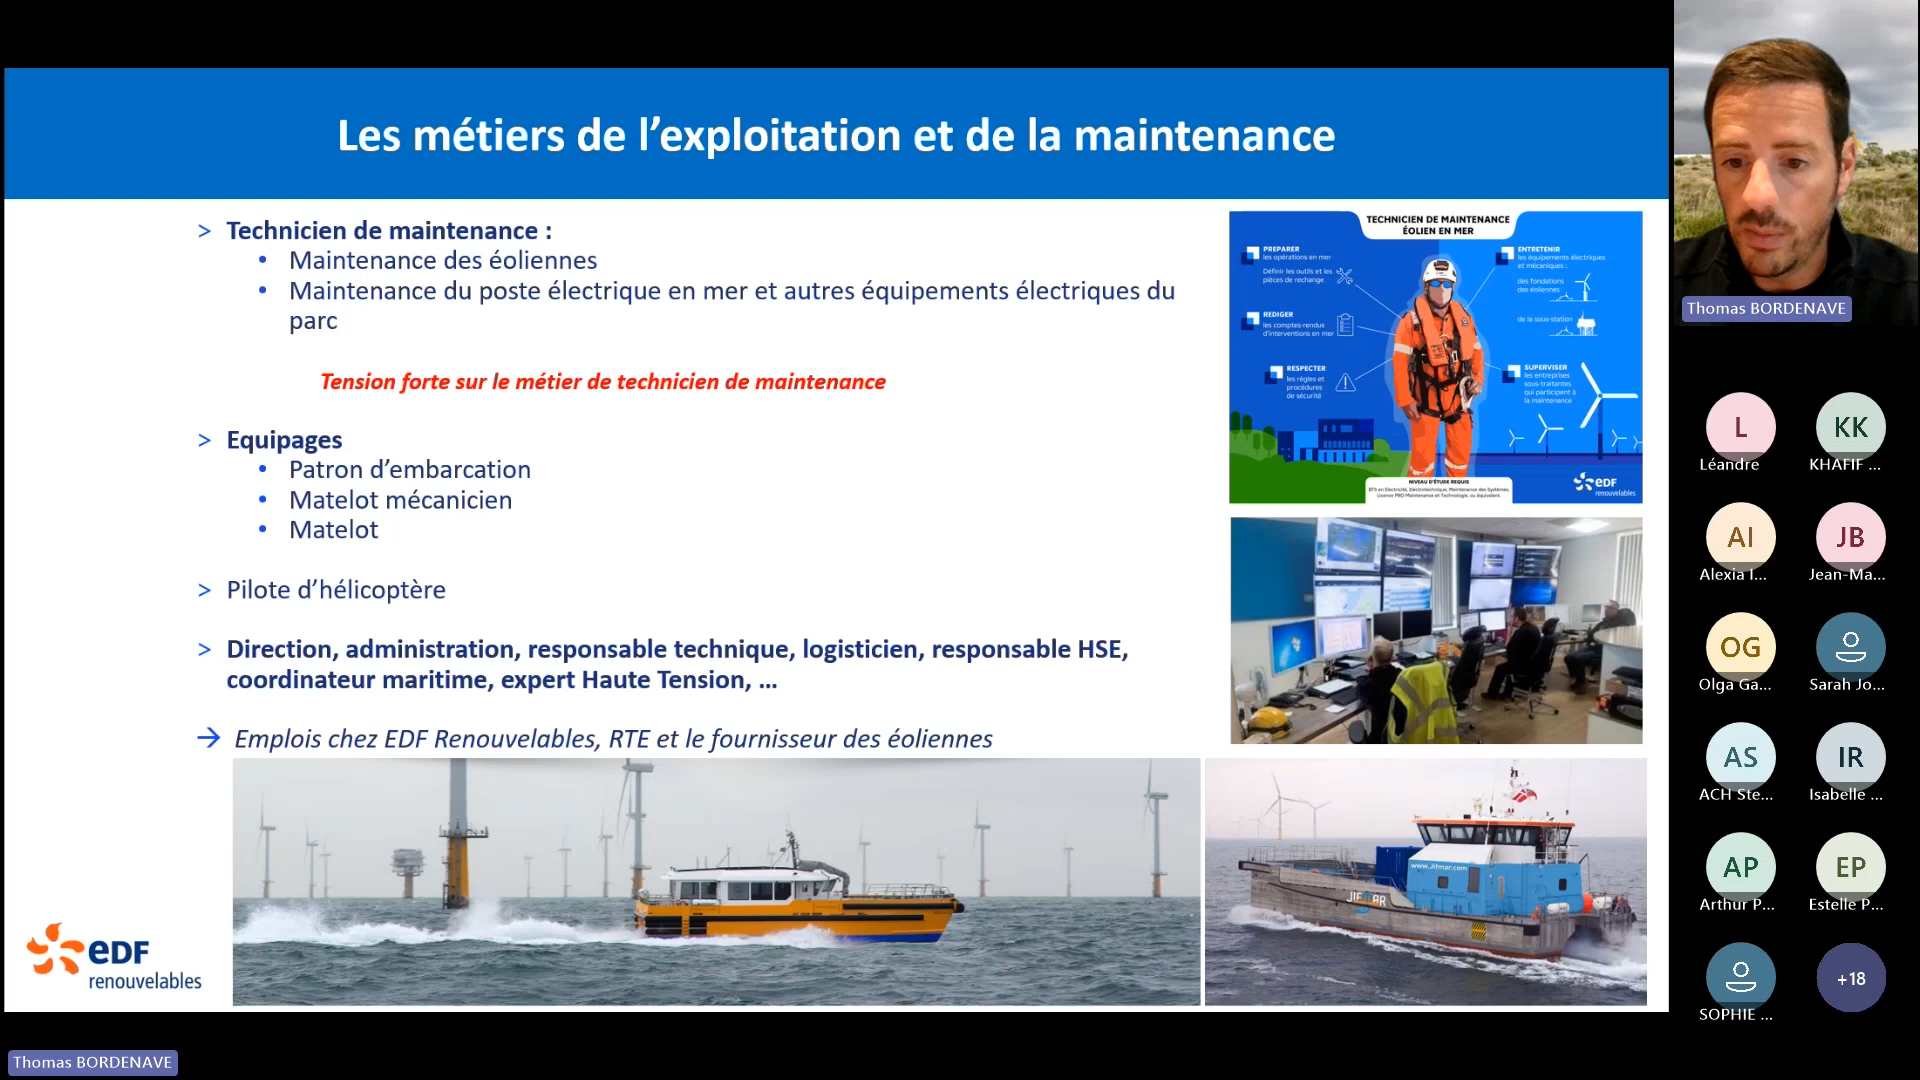 Les métiers de l’exploitation et de la maintenance
> Technicien de maintenance :
• Maintenance des éoliennes
• Maintenance du poste électrique en mer et autres équipements électriques du
parc
Tension forte sur le métier de technicien de maintenance
> Equipages
• Patron d’embarcation
• Matelot mécanicien
• Matelot
> Pilote d’hélicoptère
> Direction, administration, responsable technique, logisticien, responsable HSE,
coordinateur maritime, expert Haute Tension, ...
→ Emplois chez EDF Renouvelables, RTE et le fournisseur des éoliennes
TECHNICIEN DE MAINTENANCE
ÉOLIEN EN MER
PREPARER
les opérations en mer
Définir les outils et les
pièces de rechange
REDIGER
les comptes-rendus
d’interventions en mer
RESPECTER
les règles et
procédures
de sécurité
ENTRETENIR
les équipements électriques
et mécaniques :
des fondations
des éoliennes
de la sous-station
SUPERVISER
les entreprises
sous-traitantes
qui participent à
la maintenance
NIVEAU D’ÉTUDE REQUIS
BTS en Electricité, Electrotechnique, Maintenance des Systèmes,
Licence PRO Maintenance et Technologie, ou équivalent.
eDF
renouvelables
www.Jifmar.com
JIFMAR
eDF
renouvelables
Thomas BORDENAVE
L
Léandre
KK
KHAFIF ...
AI
Alexia I...
JB
Jean-Ma...
OG
Olga Ga...
Sarah Jo...
AS
ACH Ste...
IR
Isabelle ...
AP
Arthur P...
EP
Estelle P...
SOPHIE ...
+18
Thomas BORDENAVE